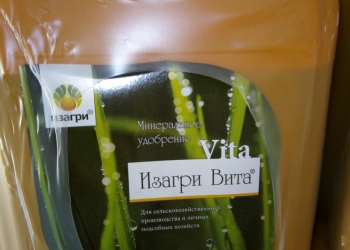 ИЗАГРИ®
Минеральное
удобрение
Vita
Изагри Вита®
Для сельскохозяйственного
производства и личных
подсобных хозяйств